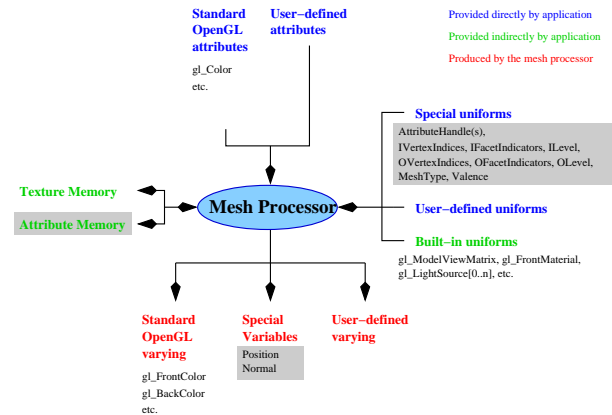 Standard
OpenGL
attributes
gl_Color
etc.
User−defined
attributes
Provided directly by application
Provided indirectly by application
Produced by the mesh processor
Special uniforms
AttributeHandle(s),
IVertexIndices, IFacetIndicators, ILevel,
OVertexIndices, OFacetIndicators, OLevel,
MeshType, Valence
Texture Memory
Attribute Memory
Mesh Processor
User−defined uniforms
Built−in uniforms
gl_ModelViewMatrix, gl_FrontMaterial,
gl_LightSource[0..n], etc.
Standard
OpenGL
varying
gl_FrontColor
gl_BackColor
etc.
Special
Variables
Position
Normal
User−defined
varying